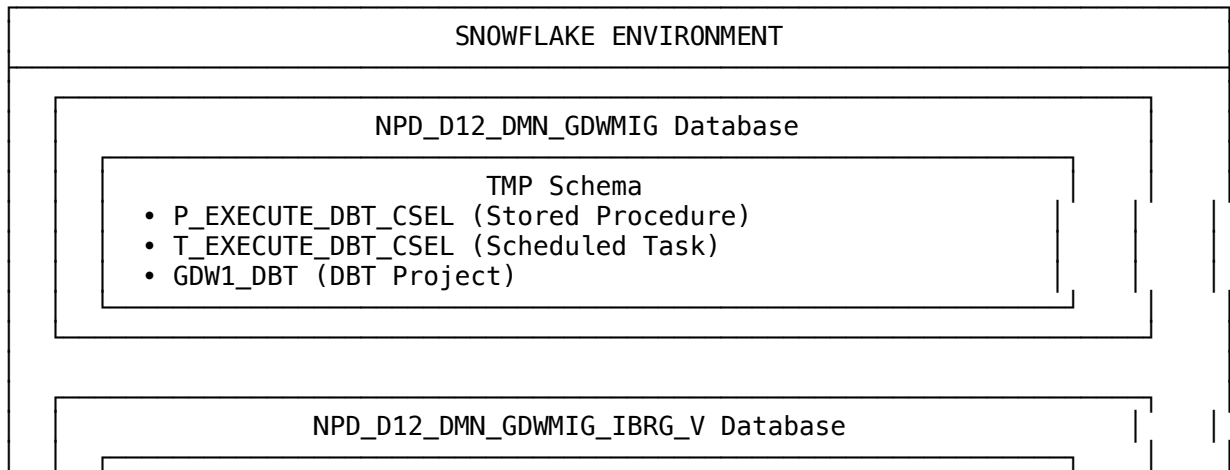 SNOWFLAKE ENVIRONMENT
NPD_D12_DMN_GDWMIG Database
TMP Schema
• P_EXECUTE_DBT_CSEL (Stored Procedure)
• T_EXECUTE_DBT_CSEL (Scheduled Task)
• GDW1_DBT (DBT Project)
NPD_D12_DMN_GDWMIG_IBRG_V Database